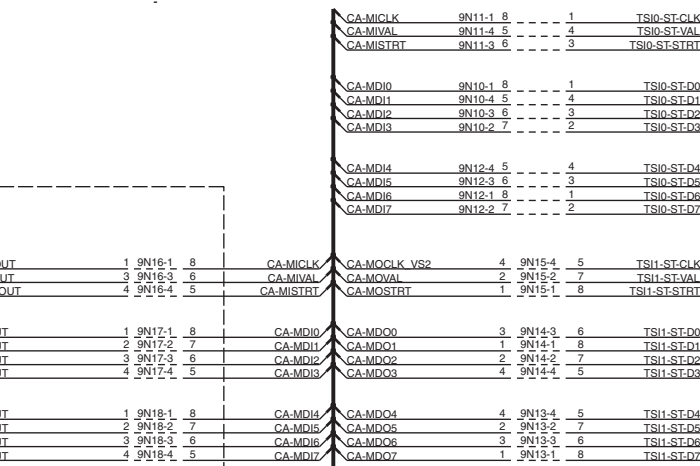 CA-MICLK 9N11-1 8 1 TSI0-ST-CLK
CA-MIVAL 9N11-4 5 4 TSI0-ST-VAL
CA-MISTRT 9N11-3 6 3 TSI0-ST-STRT
CA-MDI0 9N10-1 8 1 TSI0-ST-D0
CA-MDI1 9N10-4 5 4 TSI0-ST-D1
CA-MDI2 9N10-3 6 3 TSI0-ST-D2
CA-MDI3 9N10-2 7 2 TSI0-ST-D3
CA-MDI4 9N12-4 5 4 TSI0-ST-D4
CA-MDI5 9N12-3 6 3 TSI0-ST-D5
CA-MDI6 9N12-1 8 1 TSI0-ST-D6
CA-MDI7 9N12-2 7 2 TSI0-ST-D7
OUT 1 9N16-1 8 CA-MICLK CA-MOCLK_VS2 4 9N15-4 5 TSI1-ST-CLK
UT 3 9N16-3 6 CA-MIVAL CA-MOVAL 2 9N15-2 7 TSI1-ST-VAL
OUT 4 9N16-4 5 CA-MISTRT CA-MOSTRT 1 9N15-1 8 TSI1-ST-STRT
UT 1 9N17-1 8 CA-MDI0 CA-MDO0 3 9N14-3 6 TSI1-ST-D0
UT 2 9N17-2 7 CA-MDI1 CA-MDO1 1 9N14-1 8 TSI1-ST-D1
UT 3 9N17-3 6 CA-MDI2 CA-MDO2 2 9N14-2 7 TSI1-ST-D2
UT 4 9N17-4 5 CA-MDI3 CA-MDO3 4 9N14-4 5 TSI1-ST-D3
UT 1 9N18-1 8 CA-MDI4 CA-MDO4 4 9N13-4 5 TSI1-ST-D4
UT 2 9N18-2 7 CA-MDI5 CA-MDO5 2 9N13-2 7 TSI1-ST-D5
UT 3 9N18-3 6 CA-MDI6 CA-MDO6 3 9N13-3 6 TSI1-ST-D6
UT 4 9N18-4 5 CA-MDI7 CA-MDO7 1 9N13-1 8 TSI1-ST-D7